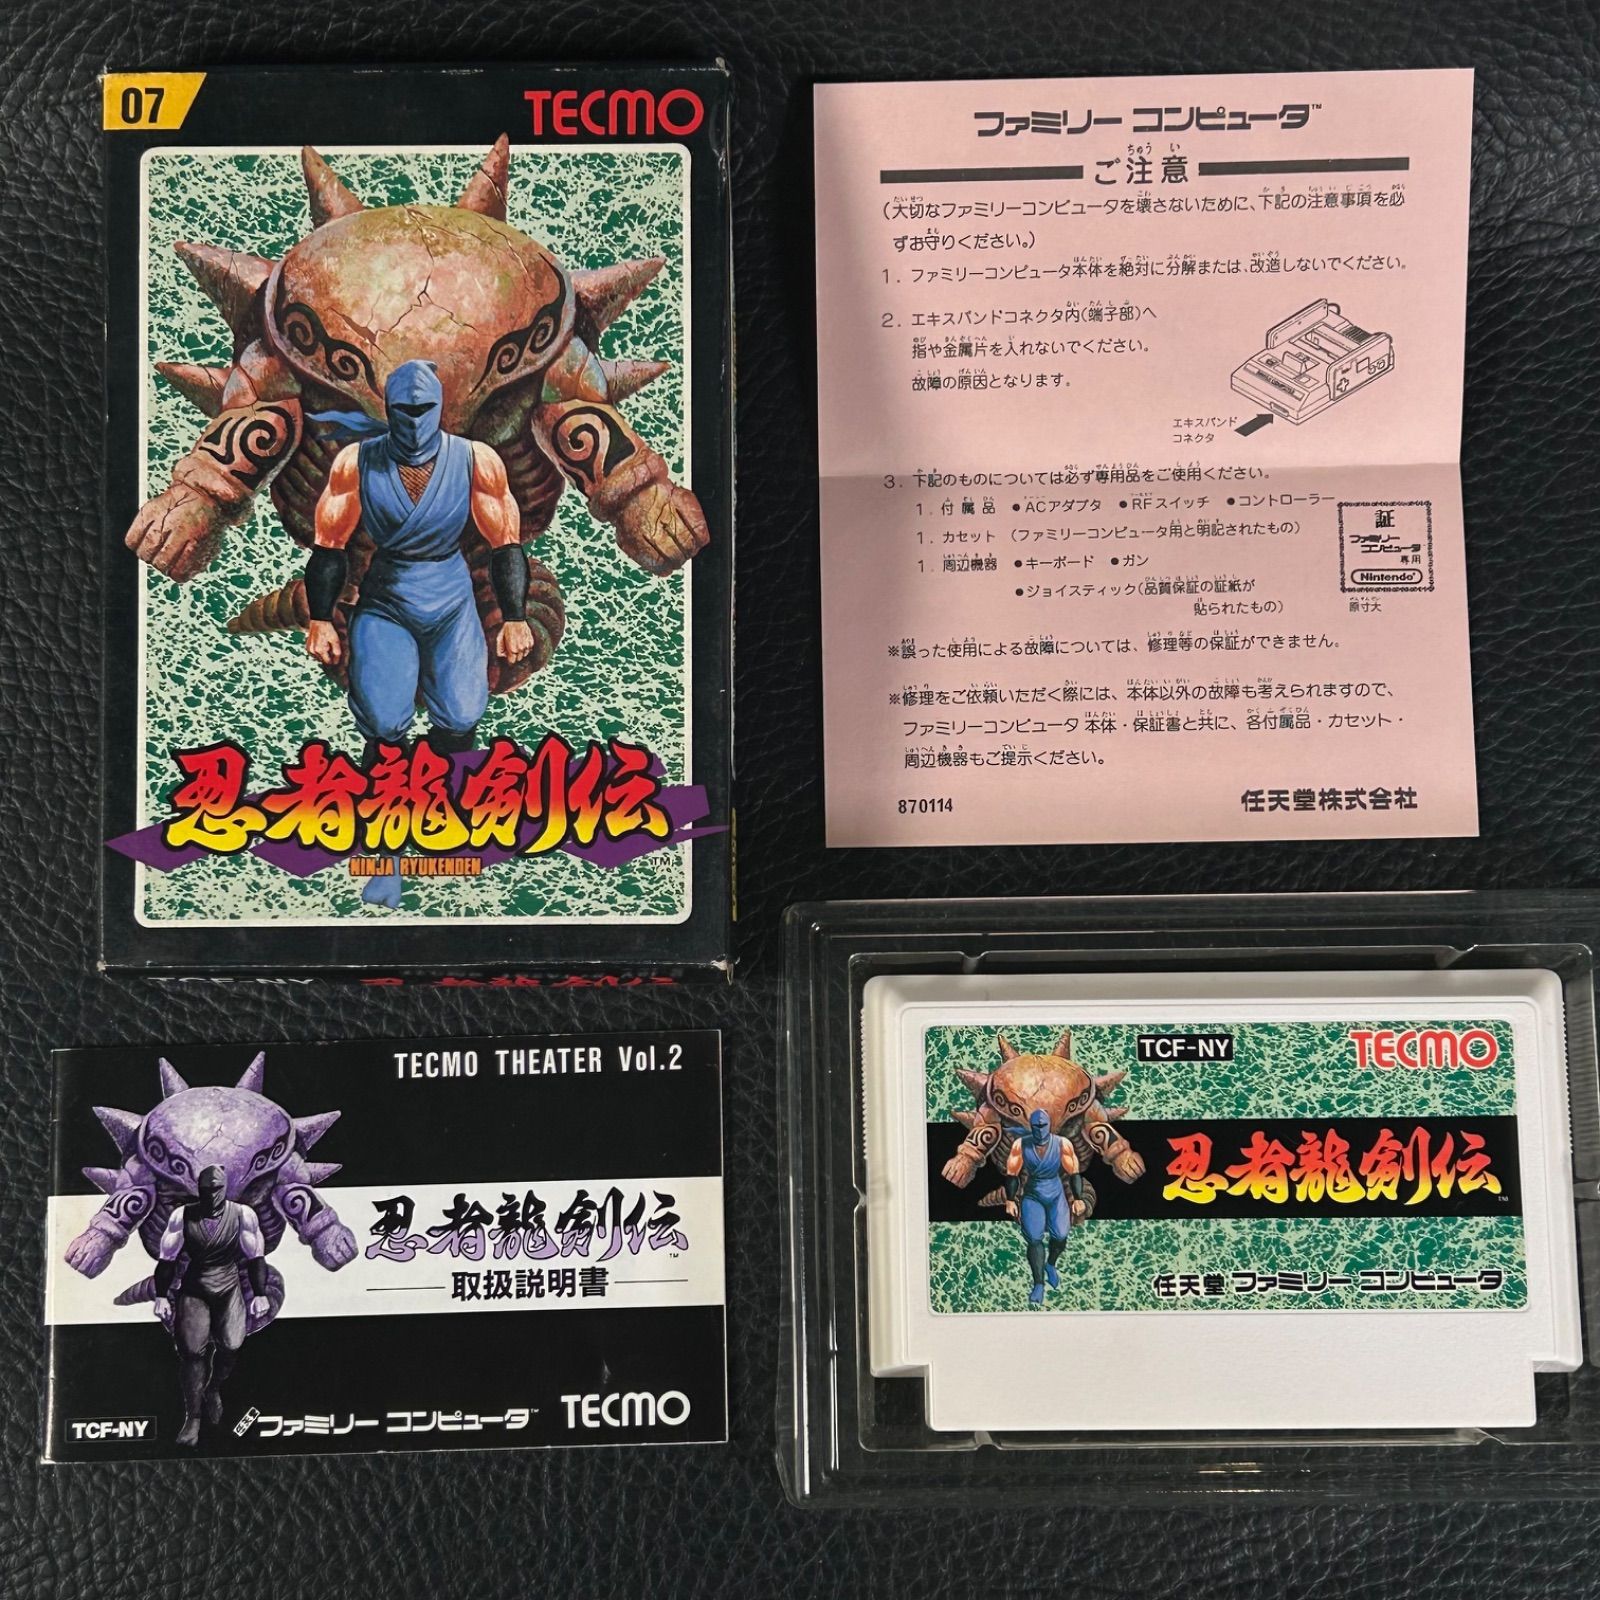 07
TECMO
忍者龍剣伝
NINJA RYUKENDEN
TM
TCF-NY
ファミリー コンピュータ™
ちゅう い
ご注意
(大切なファミリーコンピュータを壊さないために、下記の注意事項を必
ずお守りください。)
1. ファミリーコンピュータ本体を絶対に分解または、改造しないでください。
2. エキスパンドコネクタ内(端子部)へ
指や金属片を入れないでください。
故障の原因となります。
エキスパンド
コネクタ
3. 下記のものについては必ず専用品をご使用ください。
1. 付属品 ●ACアダプタ ●RFスイッチ ●コントローラー
1. カセット (ファミリーコンピュータ用と明記されたもの)
1. 周辺機器 ●キーボード ●ガン
●ジョイスティック(品質保証の証紙が
貼られたもの)
証
ファミリー
コンピュータ
専用
Nintendo
原寸大
※誤った使用による故障については、修理等の保証ができません。
※修理をご依頼いただく際には、本体以外の故障も考えられますので、
ファミリーコンピュータ本体・保証書と共に、各付属品・カセット・
周辺機器もご提示ください。
870114
任天堂株式会社
TECMO THEATER Vol.2
忍者龍剣伝
TM
取扱説明書
TCF-NY
任天堂 ファミリー コンピュータ™
TECMO
TCF-NY
TECMO
忍者龍剣伝
TM
任天堂 ファミリー コンピュータ™